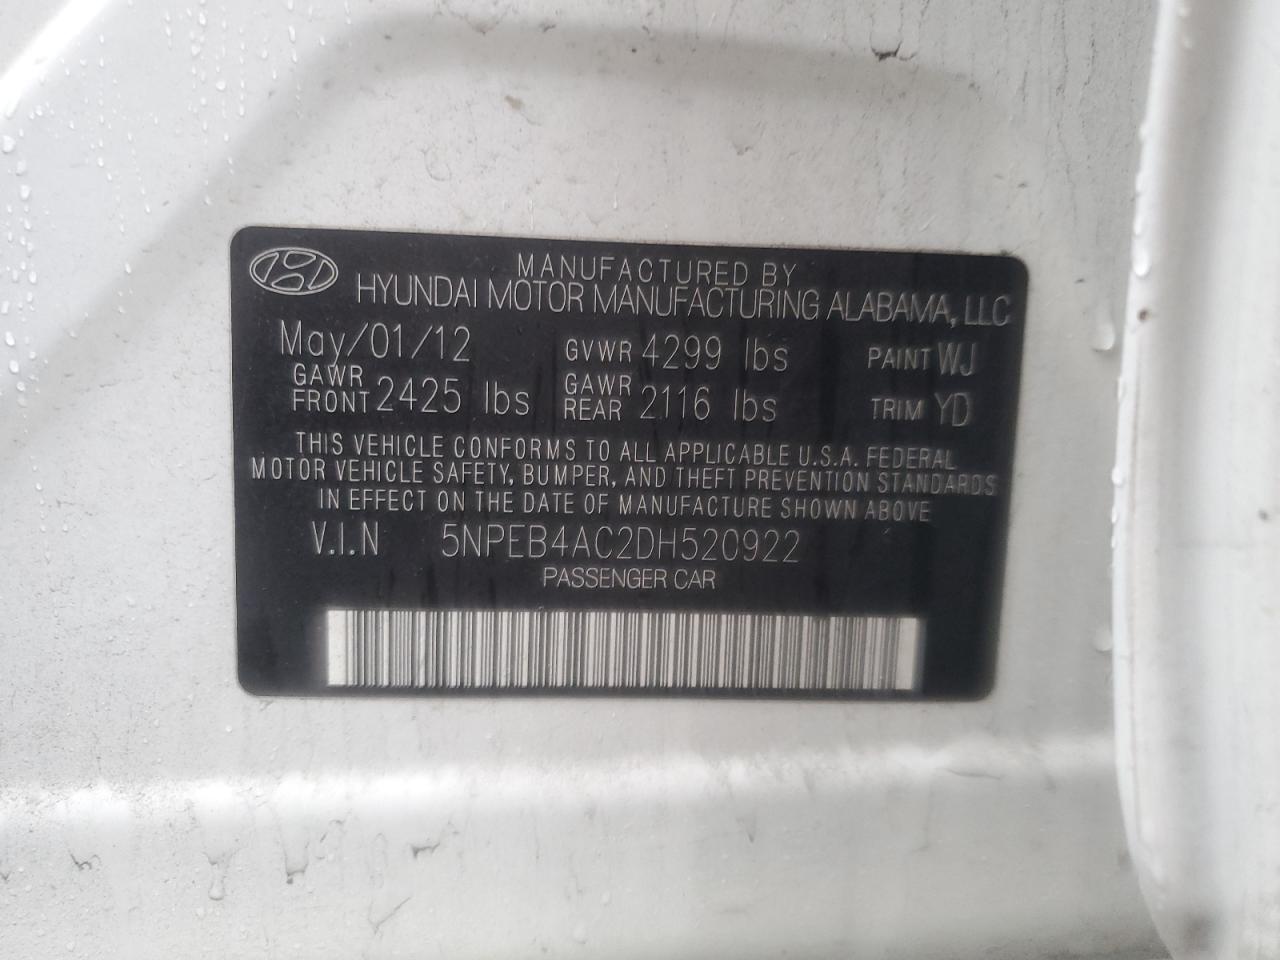 MANUFACTURED BY
HYUNDAI MOTOR MANUFACTURING ALABAMA, LLC
May/01/12 GVWR 4299 lbs PAINT WJ
GAWR FRONT 2425 lbs GAWR REAR 2116 lbs TRIM YD
THIS VEHICLE CONFORMS TO ALL APPLICABLE U.S.A. FEDERAL
MOTOR VEHICLE SAFETY, BUMPER, AND THEFT PREVENTION STANDARDS
IN EFFECT ON THE DATE OF MANUFACTURE SHOWN ABOVE
V.I.N 5NPEB4AC2DH520922
PASSENGER CAR